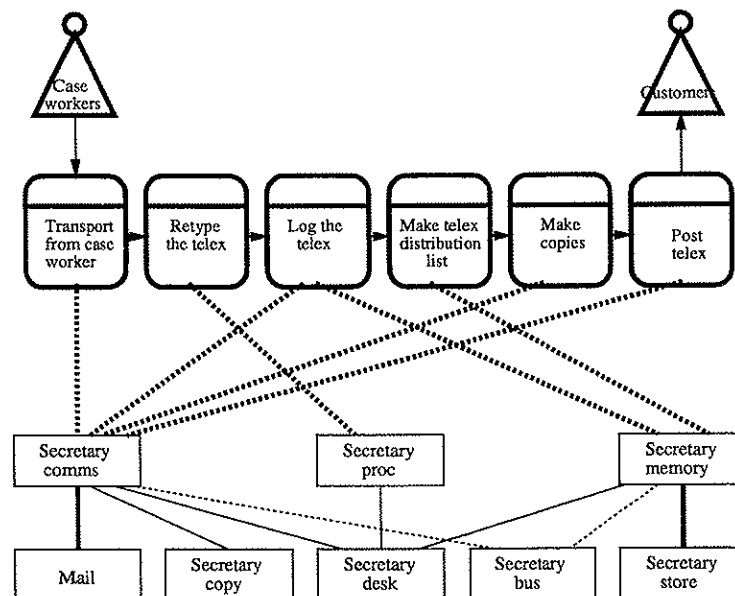 Case
workers
Customers
Transport
from case
worker
Retype
the telex
Log the
telex
Make telex
distribution
list
Make
copies
Post
telex
Secretary
comms
Secretary
proc
Secretary
memory
Mail
Secretary
copy
Secretary
desk
Secretary
bus
Secretary
store